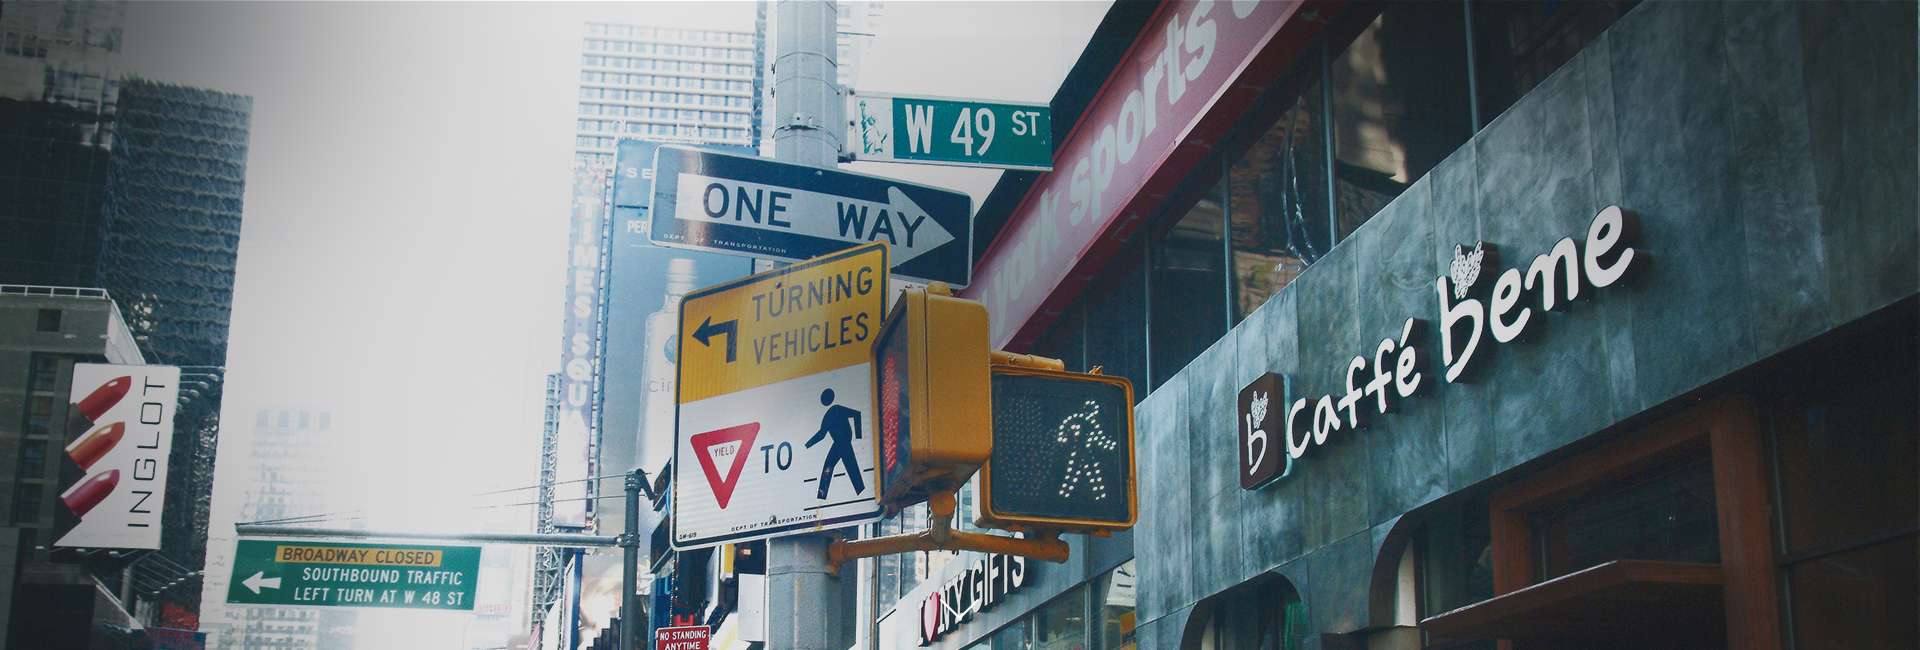 W 49 ST
ONE WAY
DEPT. OF TRANSPORTATION
TURNING
VEHICLES
YIELD
TO
DEPT OF TRANSPORTATION
york sports
caffé bene
b
TIMES SQU
INGLOT
BROADWAY CLOSED
SOUTHBOUND TRAFFIC
LEFT TURN AT W 48 ST
NO STANDING
ANYTIME
I NY GIFTS